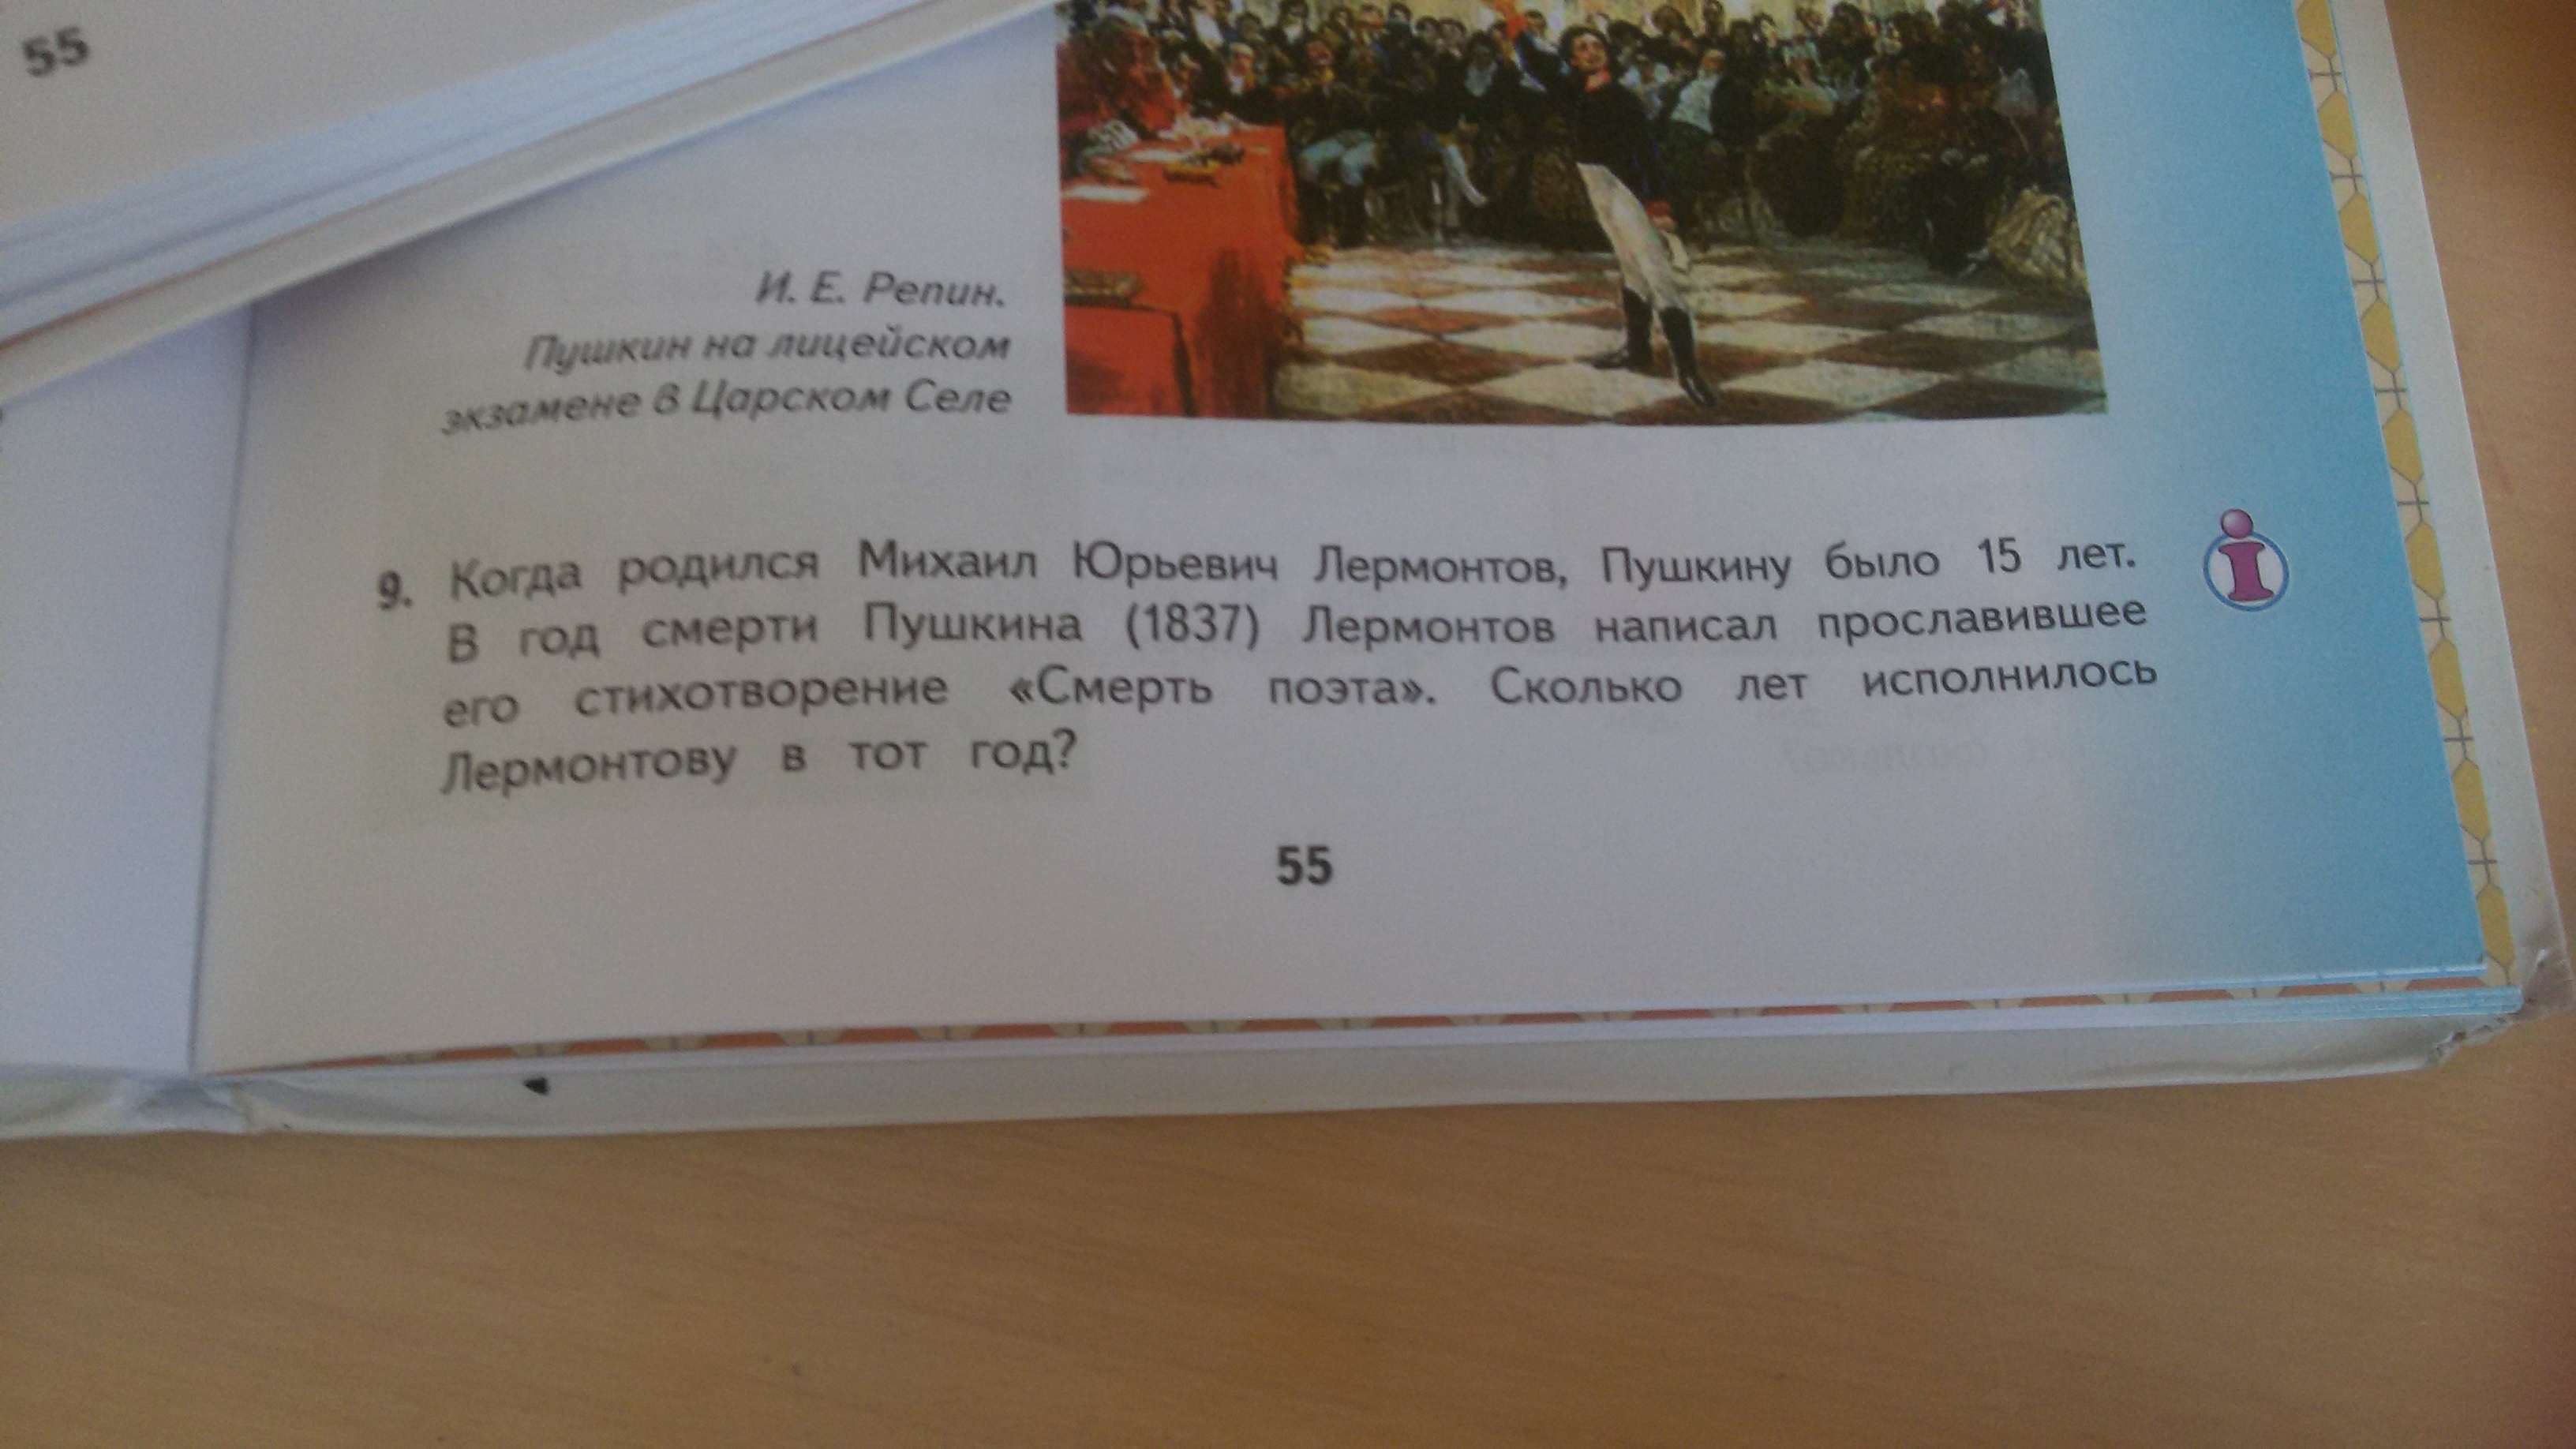 55
И. Е. Репин.
Пушкин на лицейском
экзамене в Царском Селе
9. Когда родился Михаил Юрьевич Лермонтов, Пушкину было 15 лет.
В год смерти Пушкина (1837) Лермонтов написал прославившее
его стихотворение «Смерть поэта». Сколько лет исполнилось
Лермонтову в тот год?
i
55